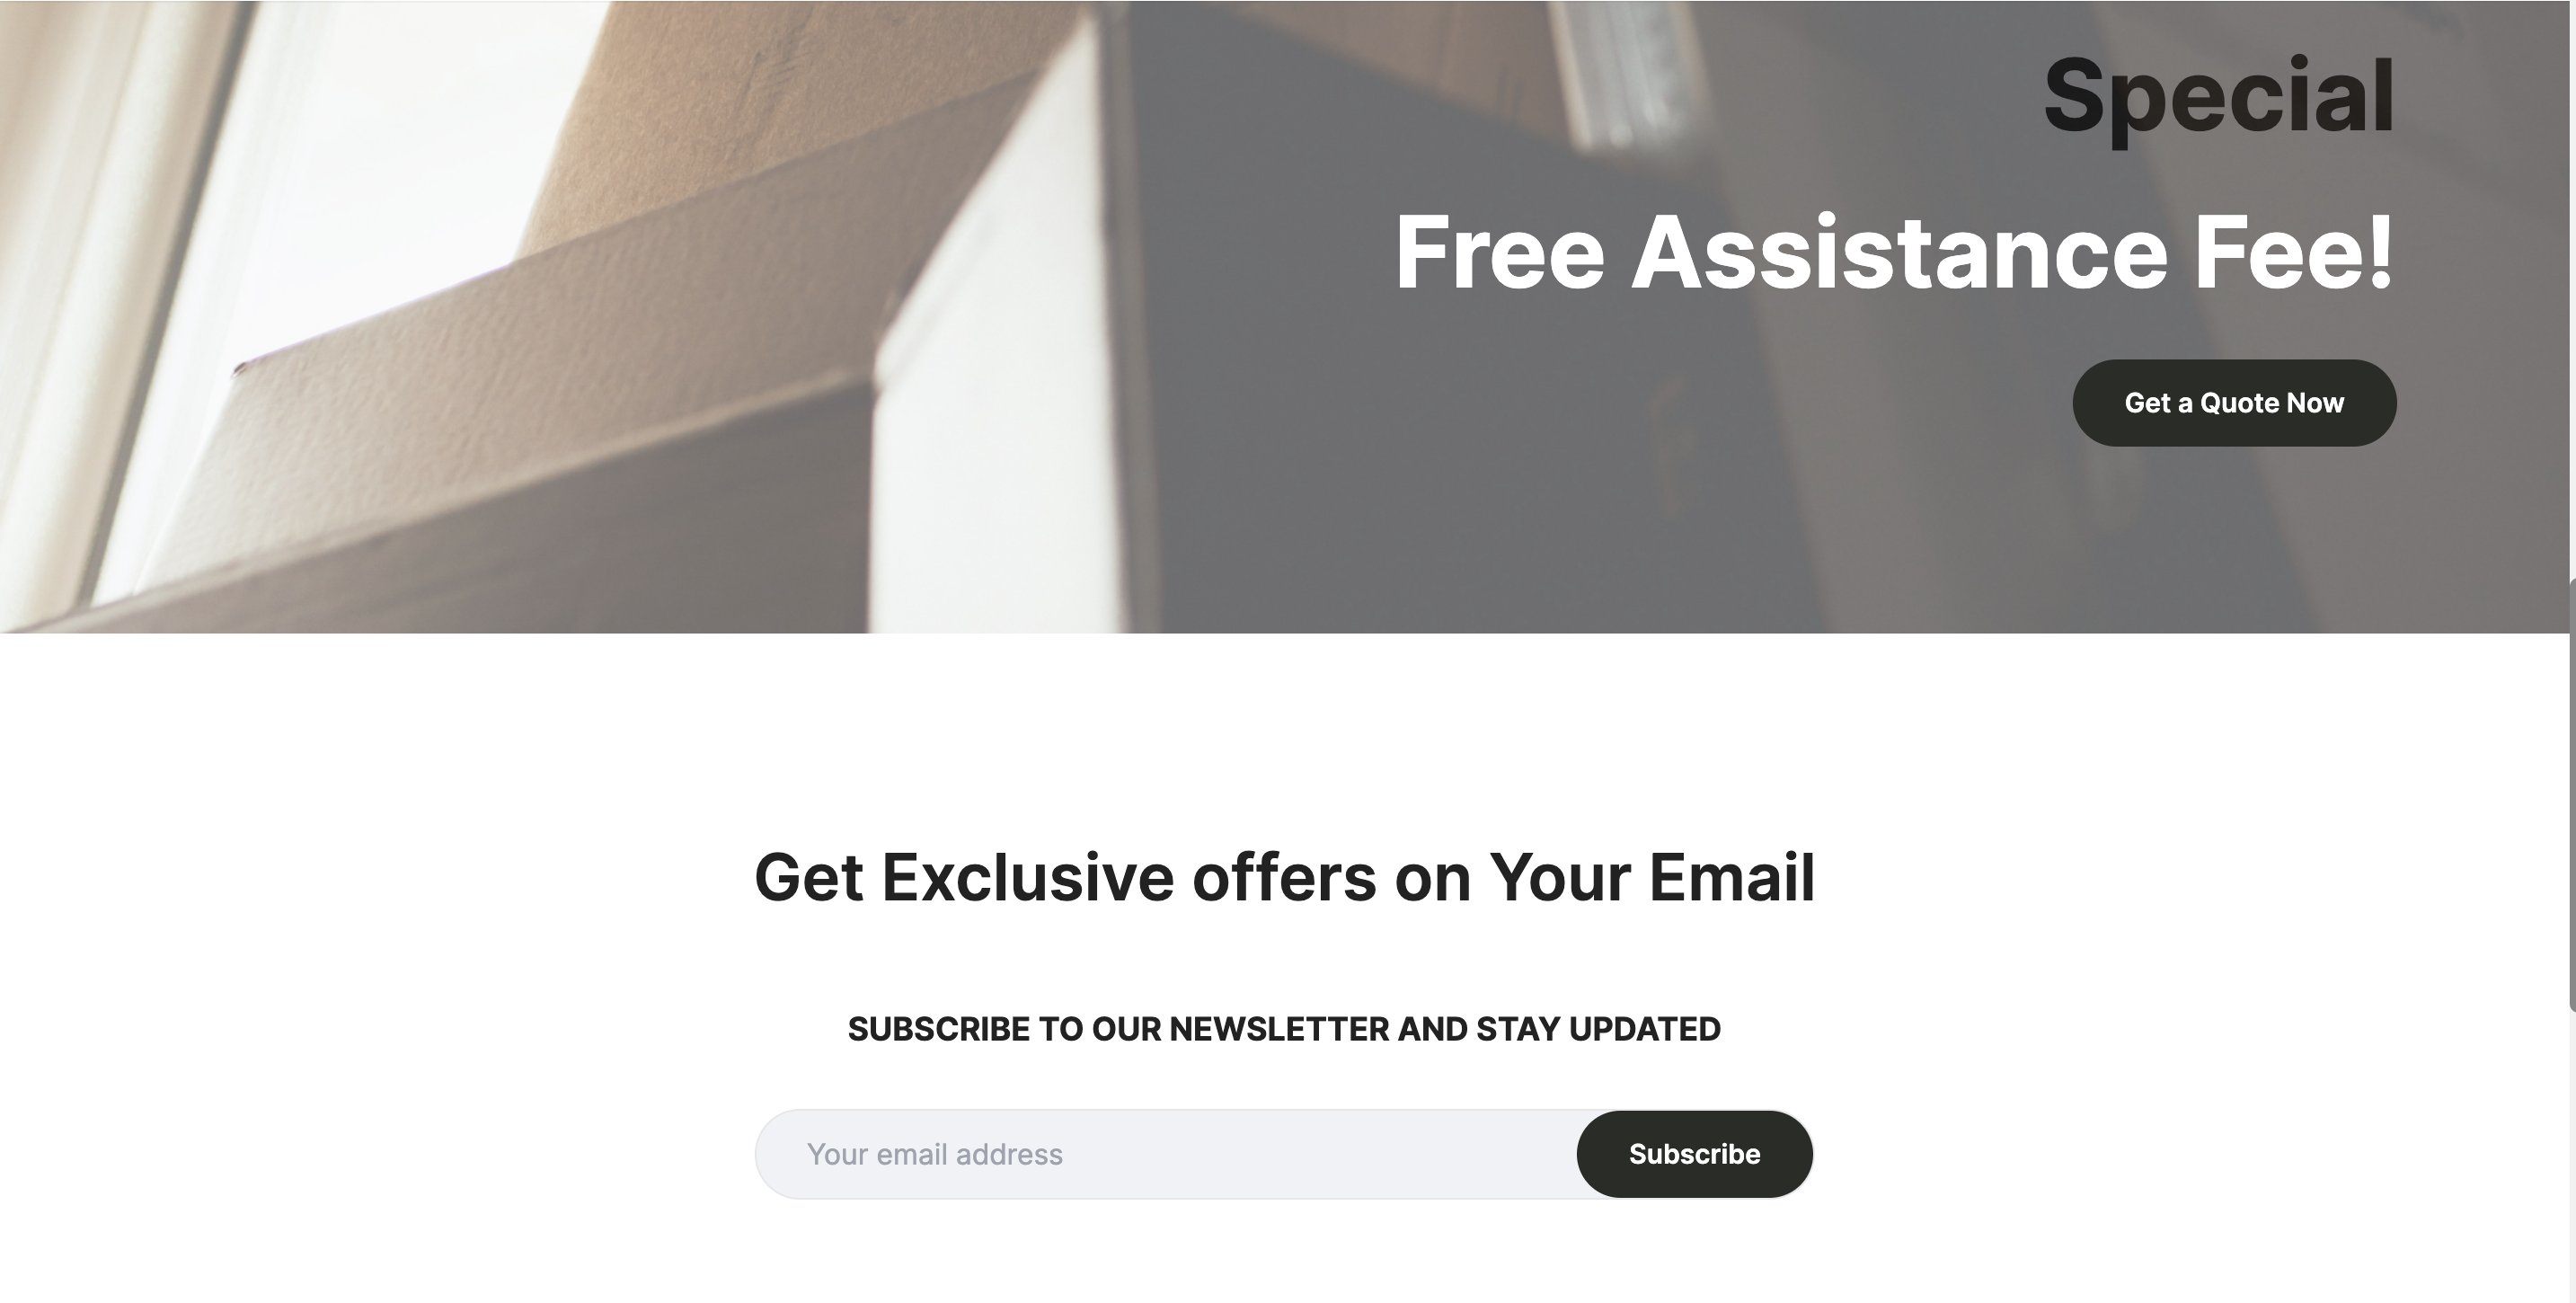 Special
Free Assistance Fee!
Get a Quote Now
Get Exclusive offers on Your Email
SUBSCRIBE TO OUR NEWSLETTER AND STAY UPDATED
Your email address
Subscribe